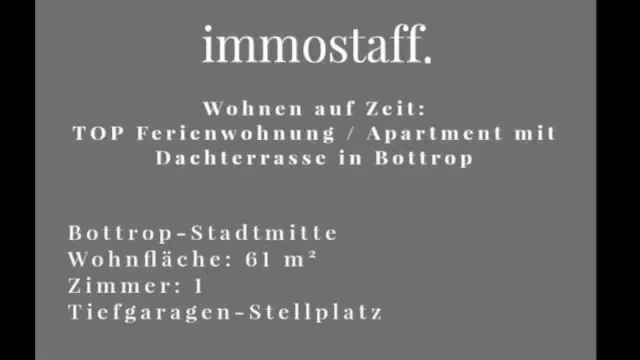 immostaff.
Wohnen auf Zeit:
TOP Ferienwohnung / Apartment mit
Dachterrasse in Bottrop
Bottrop-Stadtmitte
Wohnfläche: 61 m²
Zimmer: 1
Tiefgaragen-Stellplatz